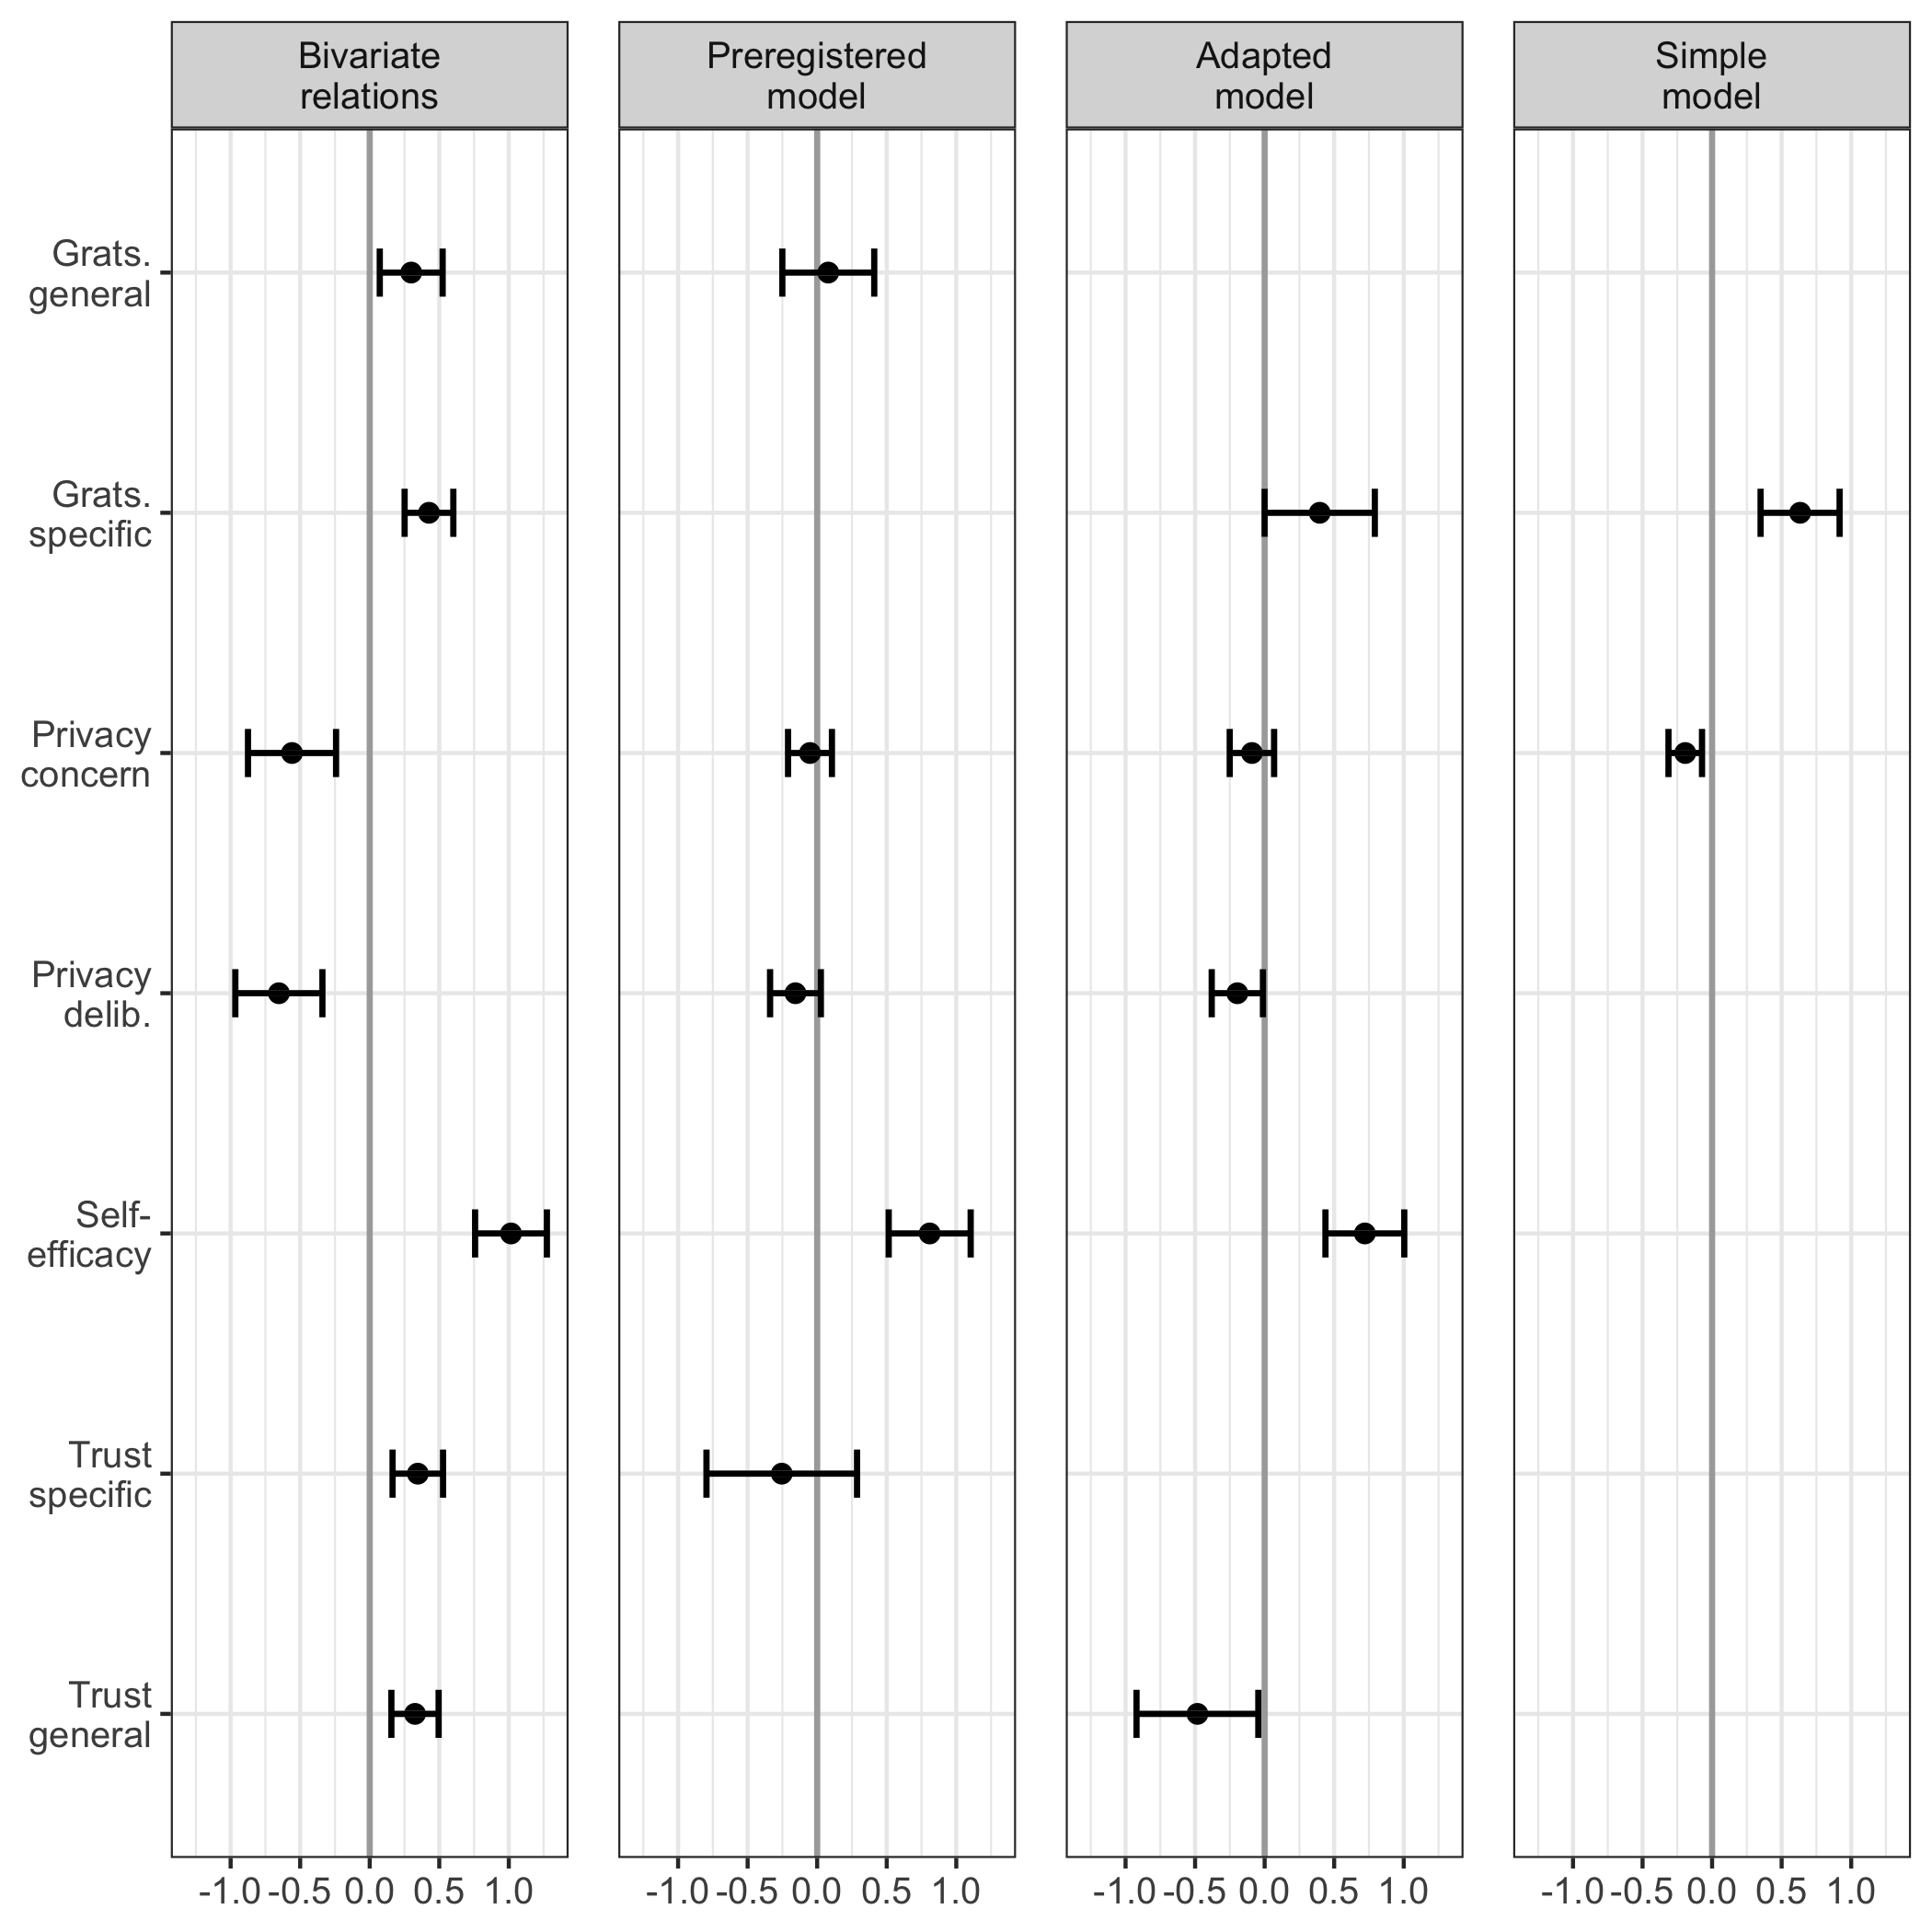 Bivariate
relations
Preregistered
model
Adapted
model
Simple
model
Grats.
general
Grats.
specific
Privacy
concern
Privacy
delib.
Self-
efficacy
Trust
specific
Trust
general
-1.0 -0.5 0.0 0.5 1.0
-1.0 -0.5 0.0 0.5 1.0
-1.0 -0.5 0.0 0.5 1.0
-1.0 -0.5 0.0 0.5 1.0